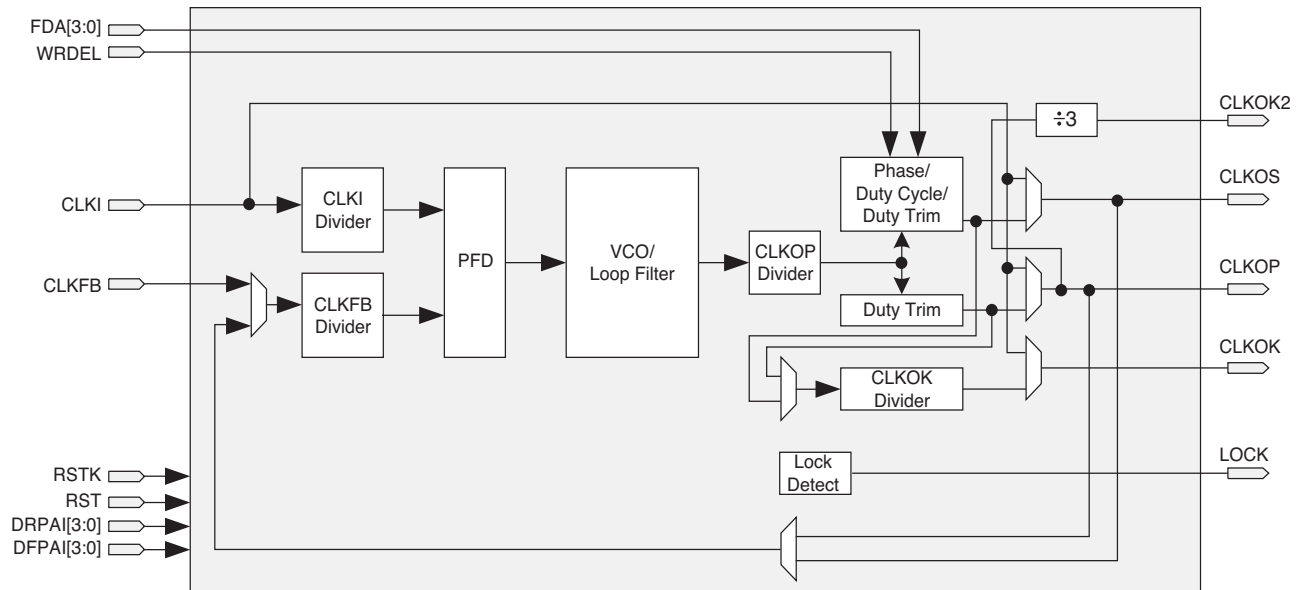 FDA[3:0]
WRDEL
CLKI
CLKFB
RSTK
RST
DRPAI[3:0]
DFPAI[3:0]
CLKI
Divider
CLKFB
Divider
PFD
VCO/
Loop Filter
CLKOP
Divider
Phase/
Duty Cycle/
Duty Trim
Duty Trim
CLKOK
Divider
Lock
Detect
÷3
CLKOK2
CLKOS
CLKOP
CLKOK
LOCK